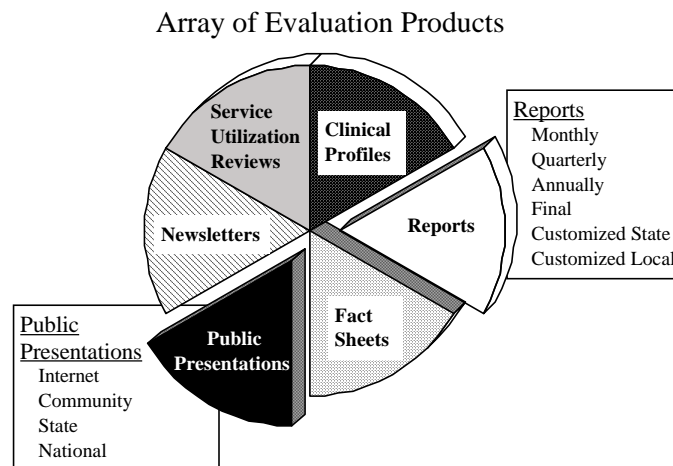 Array of Evaluation Products
Service
Utilization
Reviews
Clinical
Profiles
Reports
Monthly
Quarterly
Annually
Final
Customized State
Customized Local
Newsletters
Reports
Public
Presentations
Internet
Community
State
National
Public
Presentations
Fact
Sheets